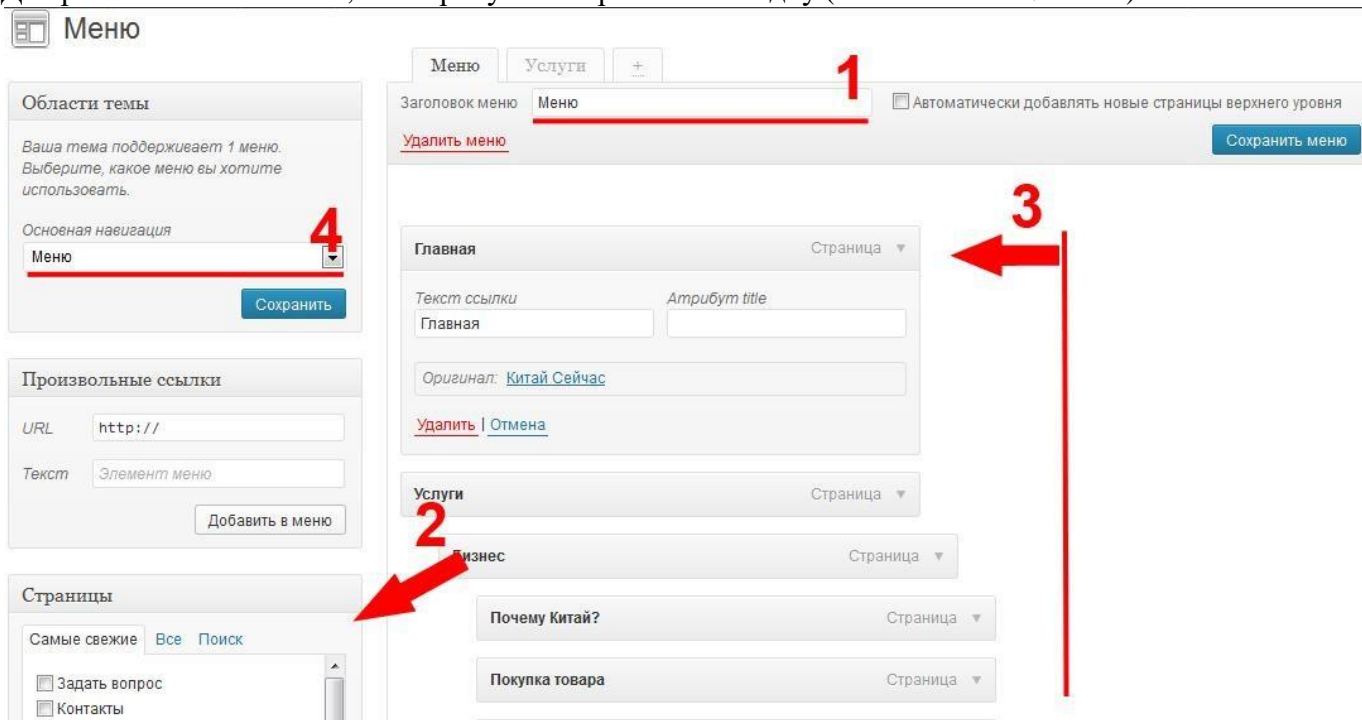 Меню
Меню Услуги +
1
Заголовок меню Меню Автоматически добавлять новые страницы верхнего уровня
Удалить меню Сохранить меню
Области темы
Ваша тема поддерживает 1 меню.
Выберите, какое меню вы хотите
использовать.
Основная навигация
4
Меню
Сохранить
3
Главная Страница
Текст ссылки Атрибут title
Главная
Оригинал: Китай Сейчас
Удалить | Отмена
Произвольные ссылки
URL http://
Текст Элемент меню
Добавить в меню
Услуги Страница
2
Бизнес Страница
Почему Китай? Страница
Покупка товара Страница
Страницы
Самые свежие Все Поиск
Задать вопрос
Контакты